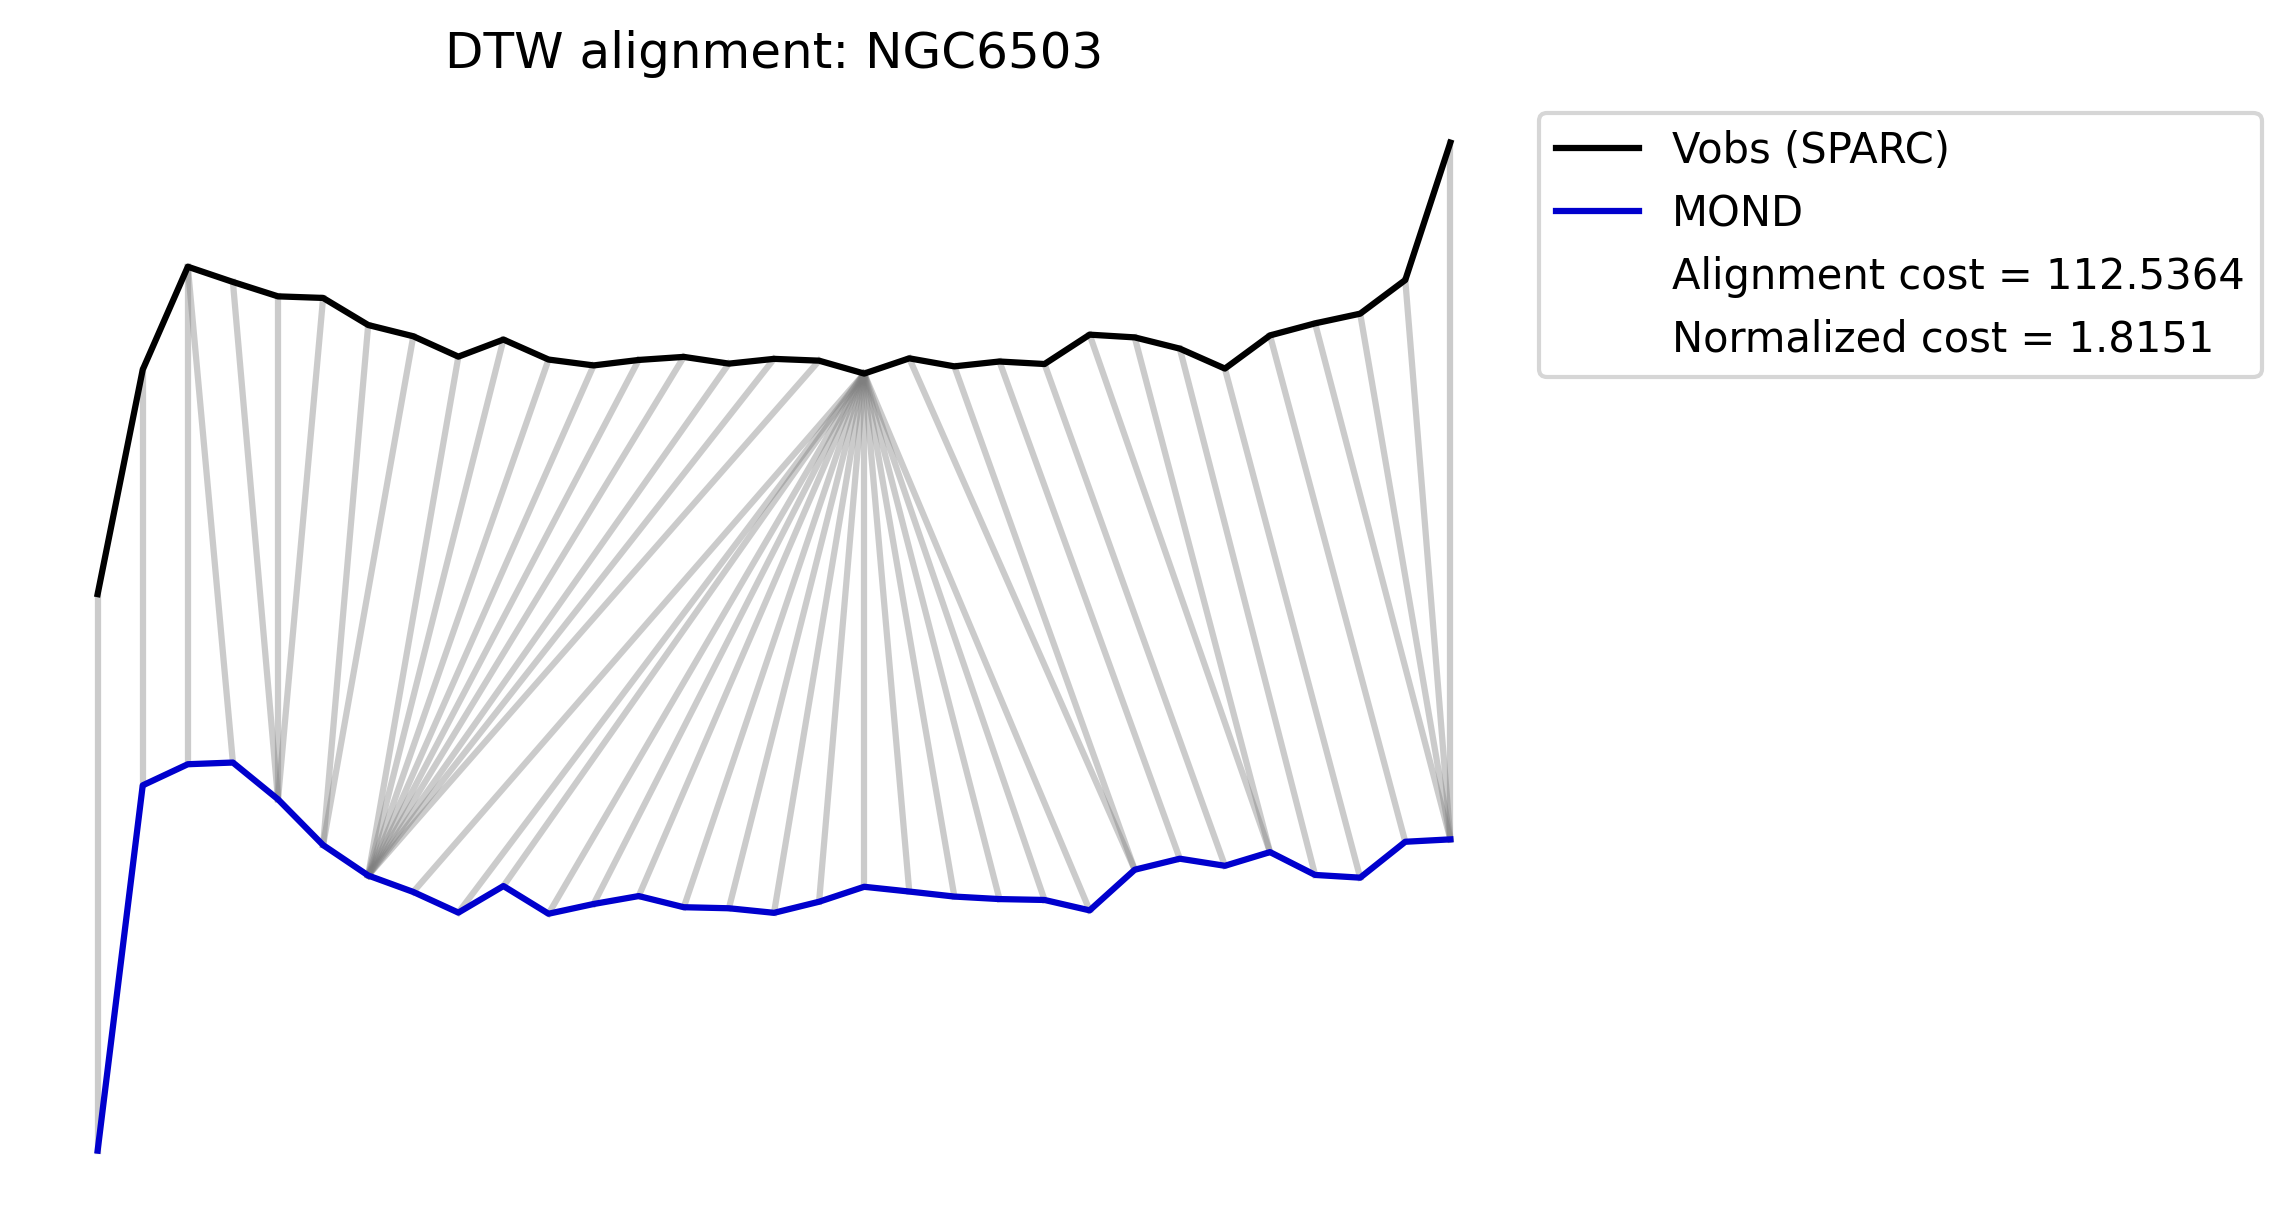 DTW alignment: NGC6503
Vobs (SPARC)
MOND
Alignment cost = 112.5364
Normalized cost = 1.8151